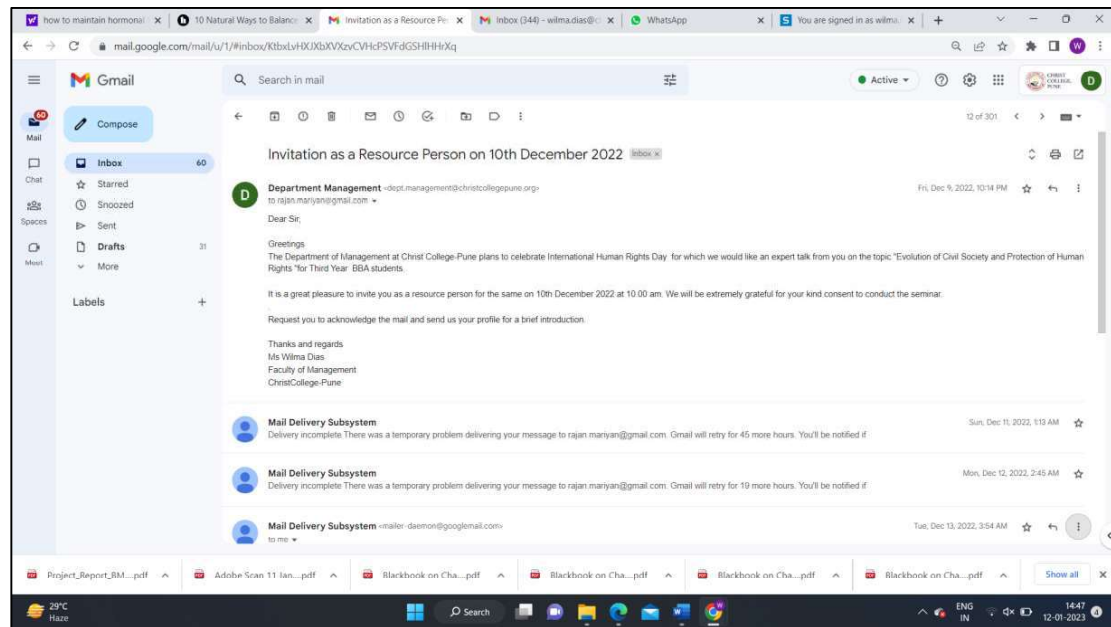 how to maintain hormonal
10 Natural Ways to Balance
Invitation as a Resource Per
Inbox (344) - wilma.dias@c
WhatsApp
You are signed in as wilma.
mail.google.com/mail/u/1/#inbox/KtbxLvHXJXbXVXzvCVHcPSVFdGSHlHHrXq
W
Gmail
Search in mail
Active
CHRIST COLLEGE, PUNE
D
60
Mail
Compose
12 of 301
Inbox 60
Chat
Starred
Snoozed
Spaces
Sent
Drafts 31
Meet
More
Labels +
Invitation as a Resource Person on 10th December 2022 Inbox x
D
Department Management <dept.management@christcollegepune.org> Fri, Dec 9, 2022, 10:14 PM
to rajan.mariyan@gmail.com
Dear Sir,
Greetings
The Department of Management at Christ College-Pune plans to celebrate International Human Rights Day for which we would like an expert talk from you on the topic "Evolution of Civil Society and Protection of Human
Rights "for Third Year BBA students.
It is a great pleasure to invite you as a resource person for the same on 10th December 2022 at 10.00 am. We will be extremely grateful for your kind consent to conduct the seminar.
Request you to acknowledge the mail and send us your profile for a brief introduction.
Thanks and regards
Ms Wilma Dias
Faculty of Management
ChristCollege-Pune
Mail Delivery Subsystem Sun, Dec 11, 2022, 1:13 AM
Delivery incomplete There was a temporary problem delivering your message to rajan.mariyan@gmail.com. Gmail will retry for 45 more hours. You'll be notified if
Mail Delivery Subsystem Mon, Dec 12, 2022, 2:45 AM
Delivery incomplete There was a temporary problem delivering your message to rajan.mariyan@gmail.com. Gmail will retry for 19 more hours. You'll be notified if
Mail Delivery Subsystem <mailer-daemon@googlemail.com> Tue, Dec 13, 2022, 3:54 AM
to me
Project_Report_BM....pdf
Adobe Scan 11 Jan....pdf
Blackbook on Cha....pdf
Blackbook on Cha....pdf
Blackbook on Cha....pdf
Blackbook on Cha....pdf
Show all
29°C
Haze
Search
ENG
IN
14:47
12-01-2023
4